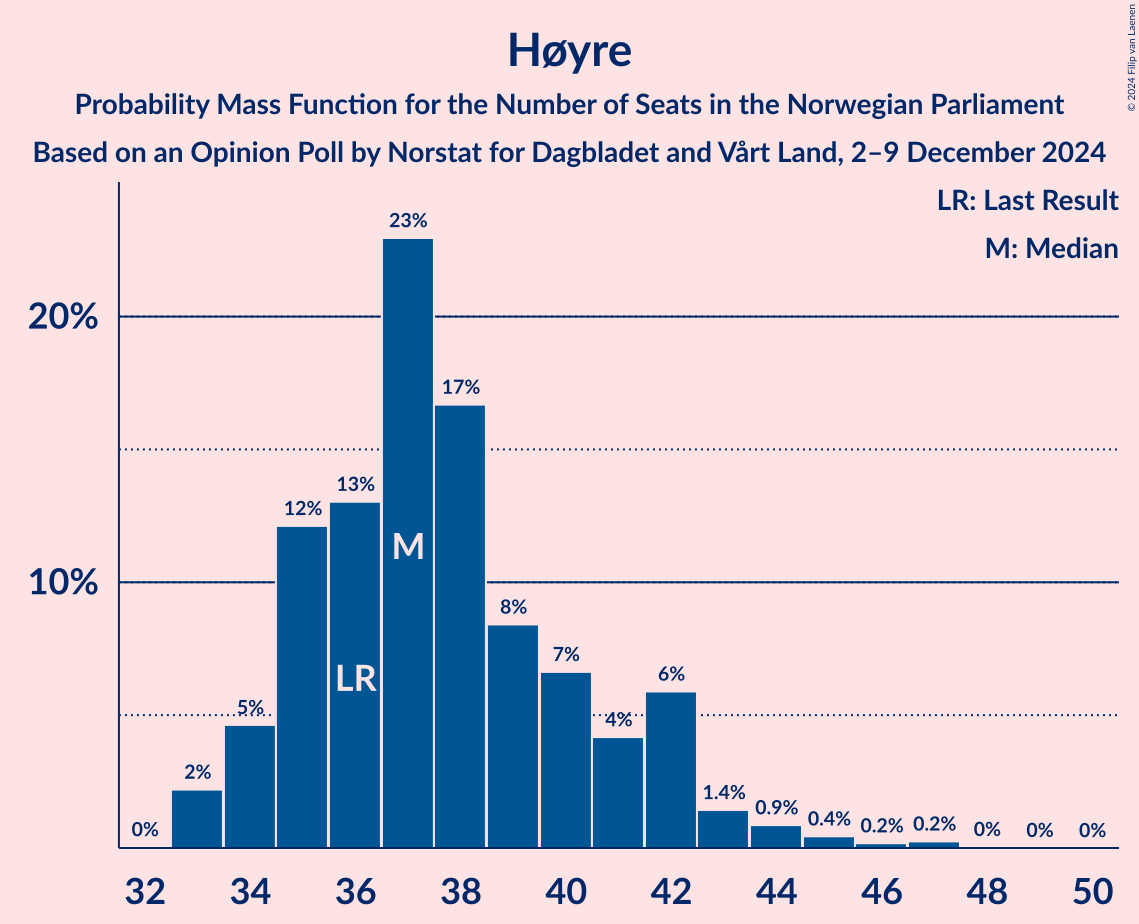 Høyre
Probability Mass Function for the Number of Seats in the Norwegian Parliament
Based on an Opinion Poll by Norstat for Dagbladet and Vårt Land, 2–9 December 2024
© 2024 Filip van Laenen
LR: Last Result
M: Median
20%
10%
0%
2%
5%
12%
13%
23%
17%
8%
7%
4%
6%
1.4%
0.9%
0.4%
0.2%
0.2%
0%
0%
0%
M
LR
32 34 36 38 40 42 44 46 48 50